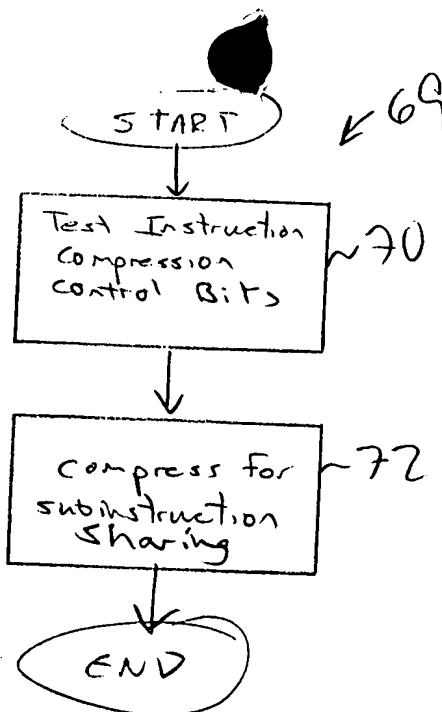 START
69
Test Instruction
Compression
Control Bits
70
Compress for
subinstruction
Sharing
72
END